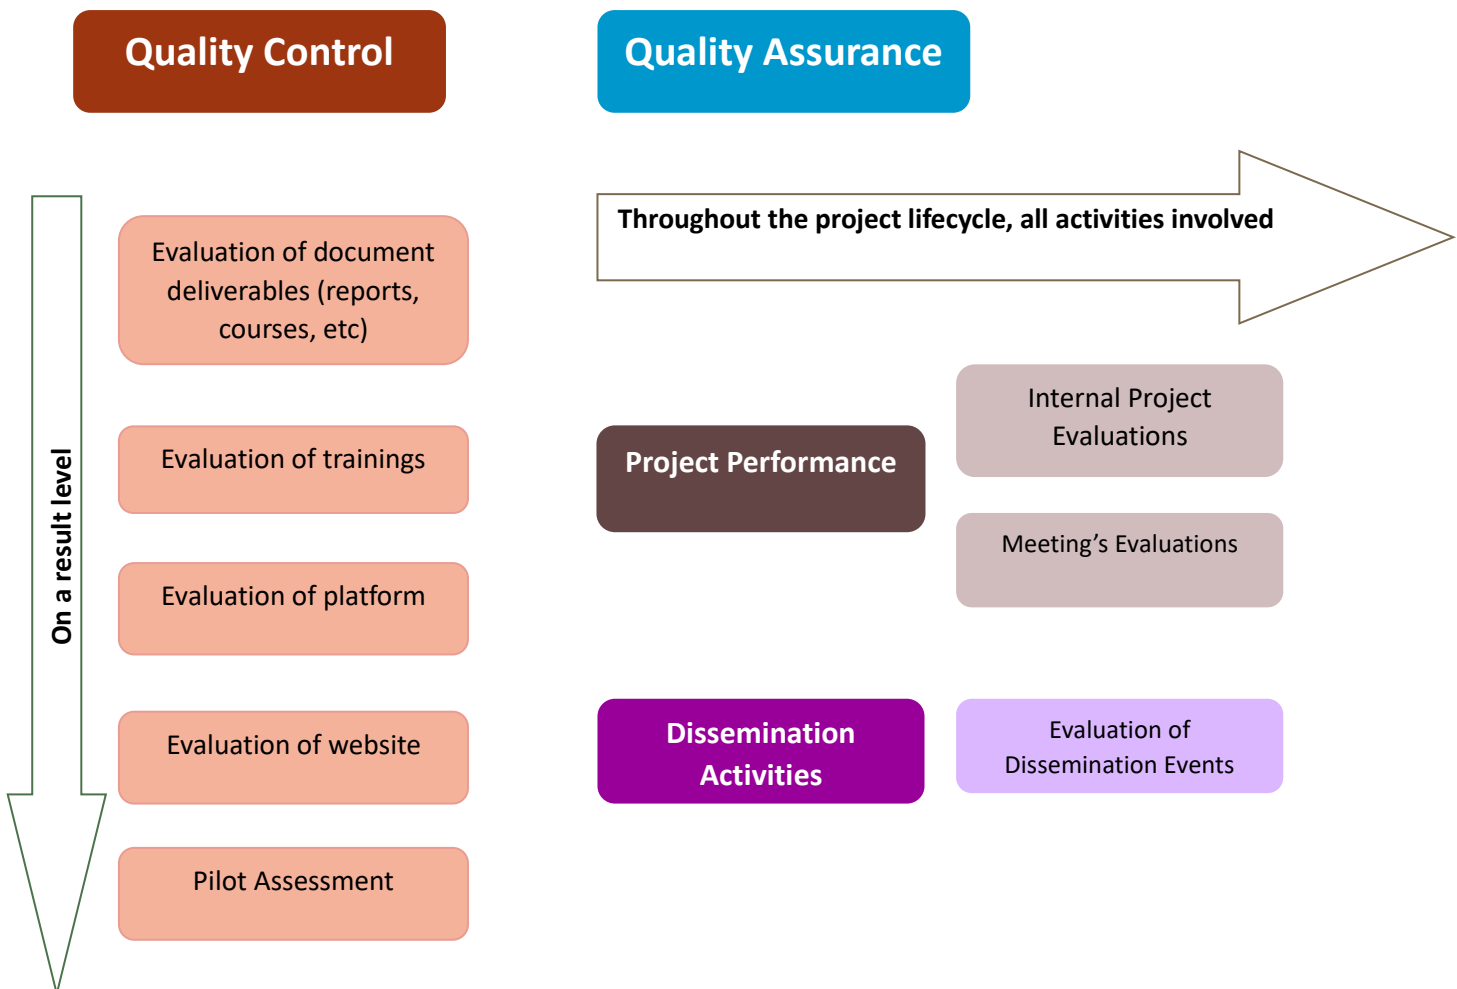 Quality Control
Quality Assurance
On a result level
Evaluation of document
deliverables (reports,
courses, etc)
Evaluation of trainings
Evaluation of platform
Evaluation of website
Pilot Assessment
Throughout the project lifecycle, all activities involved
Project Performance
Internal Project
Evaluations
Meeting’s Evaluations
Dissemination
Activities
Evaluation of
Dissemination Events